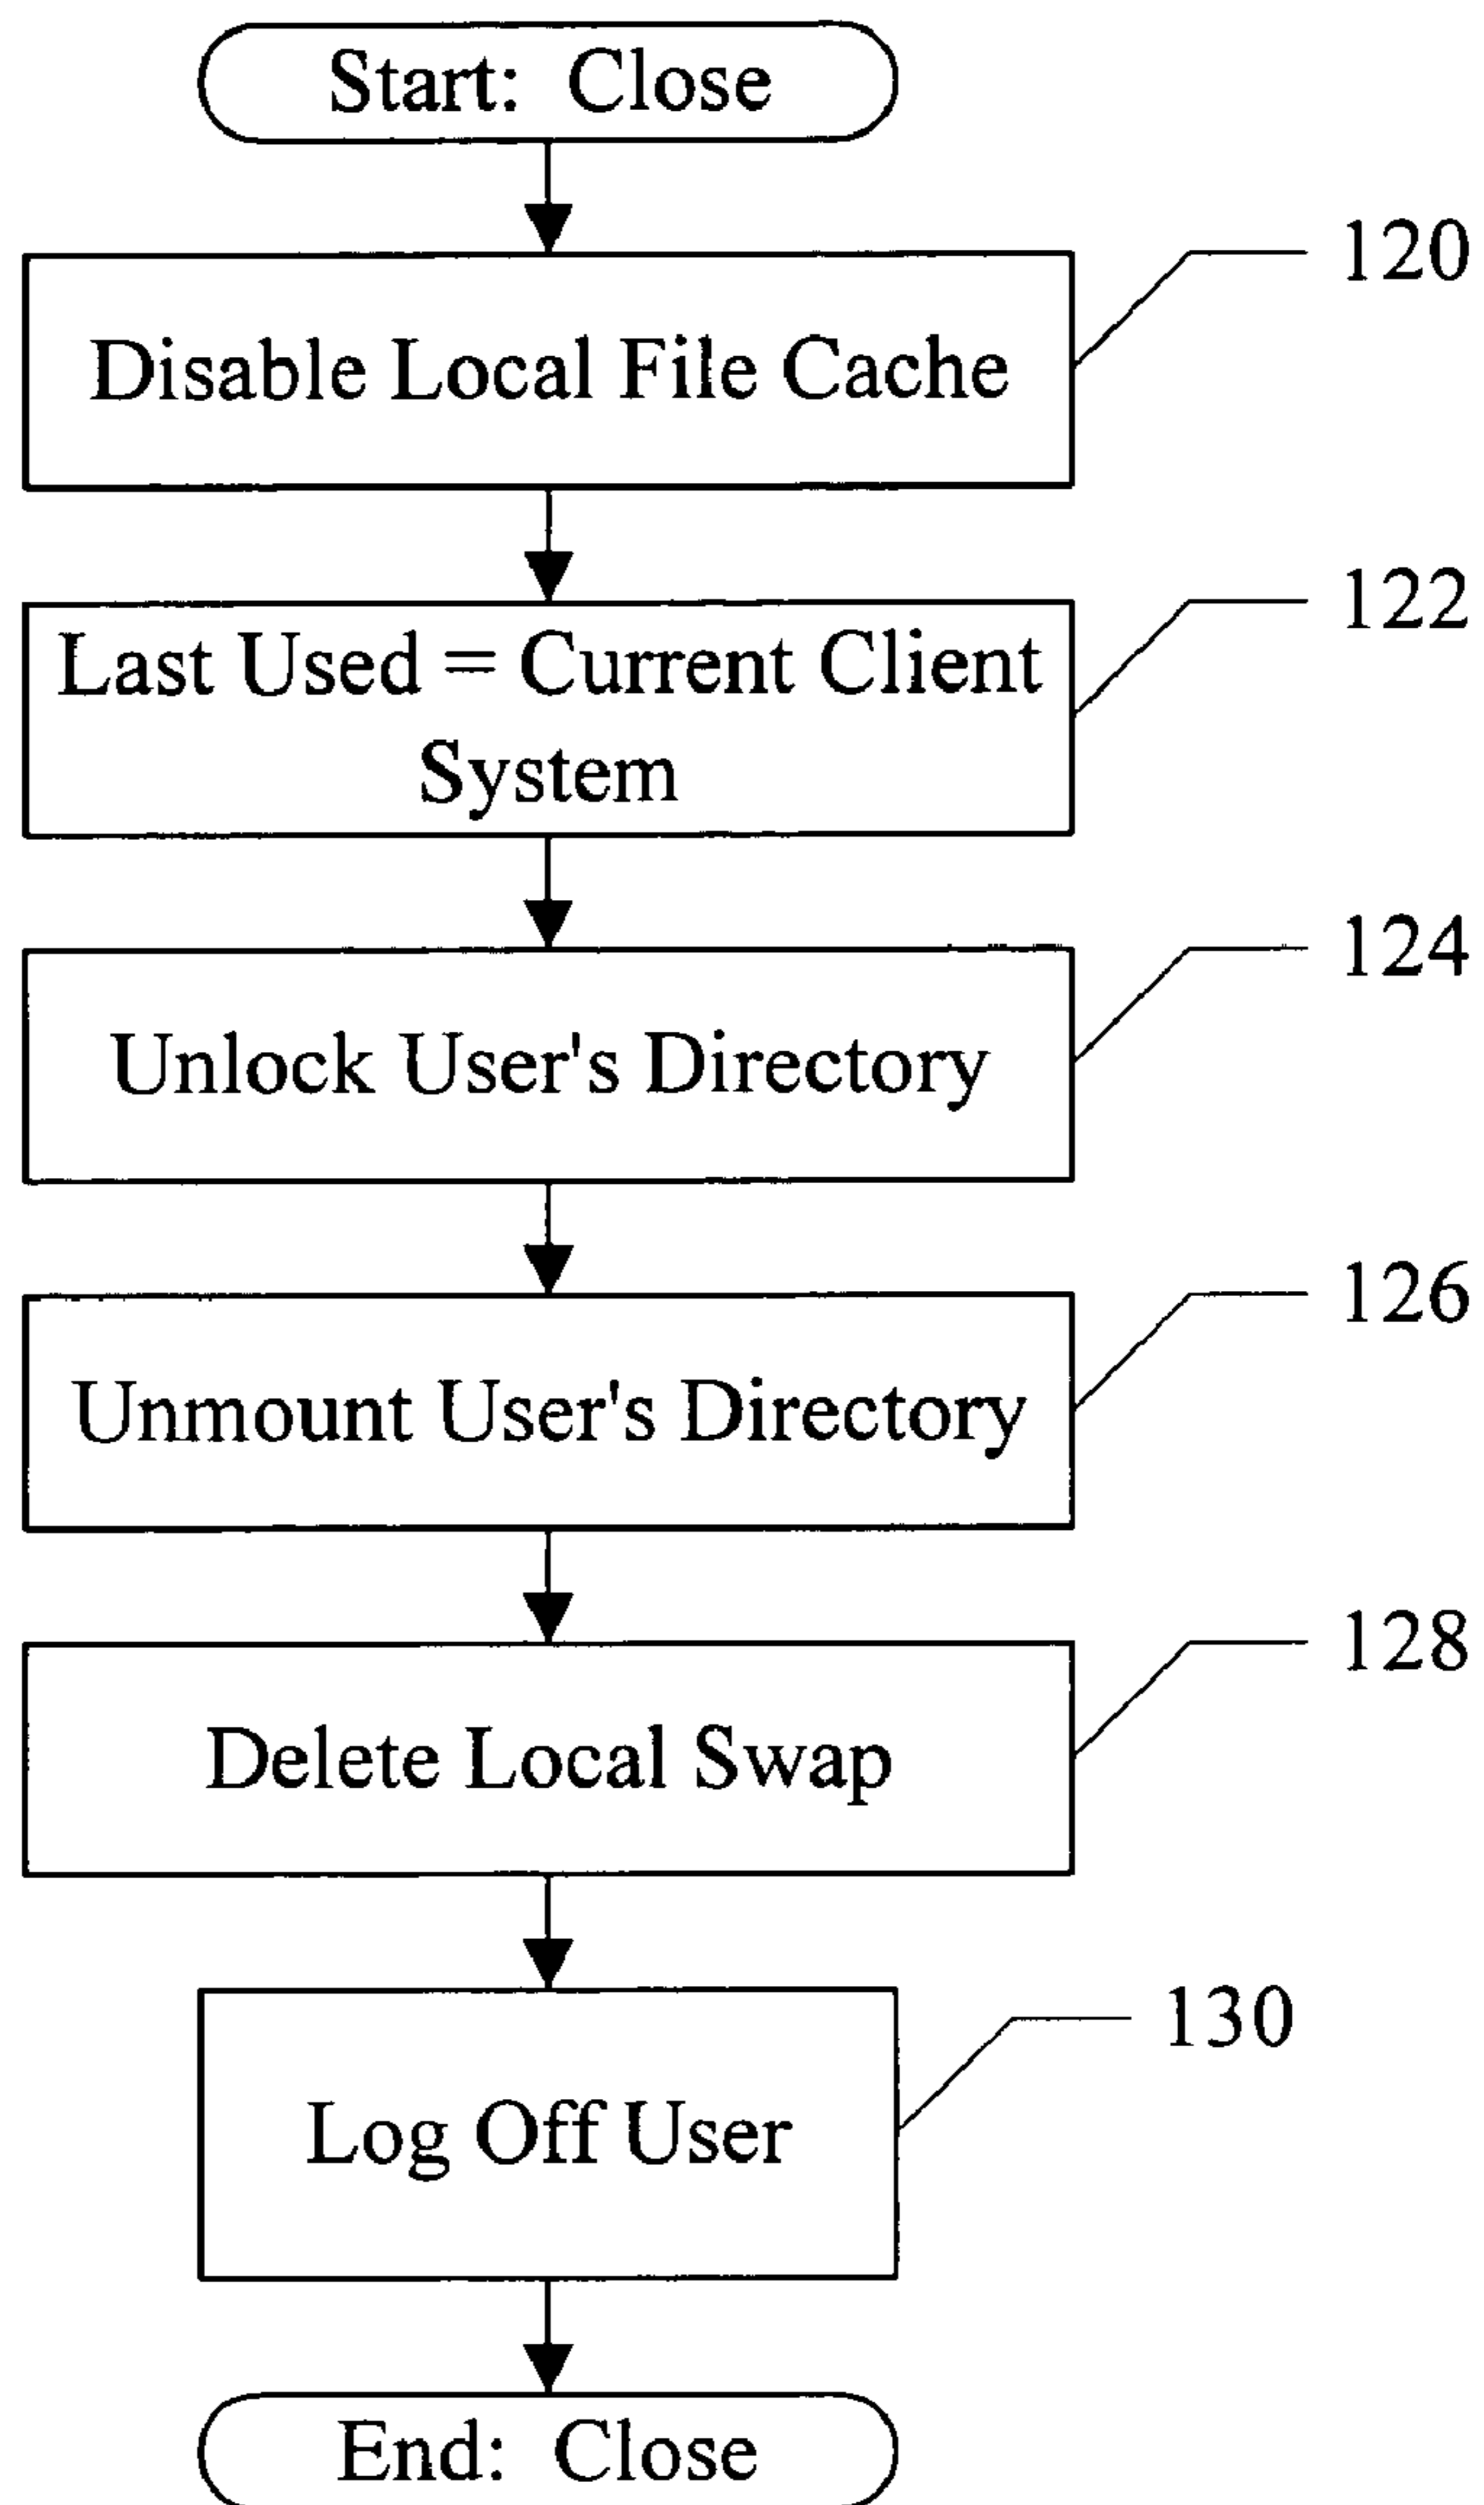 Start: Close
120
Disable Local File Cache
122
Last Used = Current Client
System
124
Unlock User's Directory
126
Unmount User's Directory
128
Delete Local Swap
130
Log Off User
End: Close